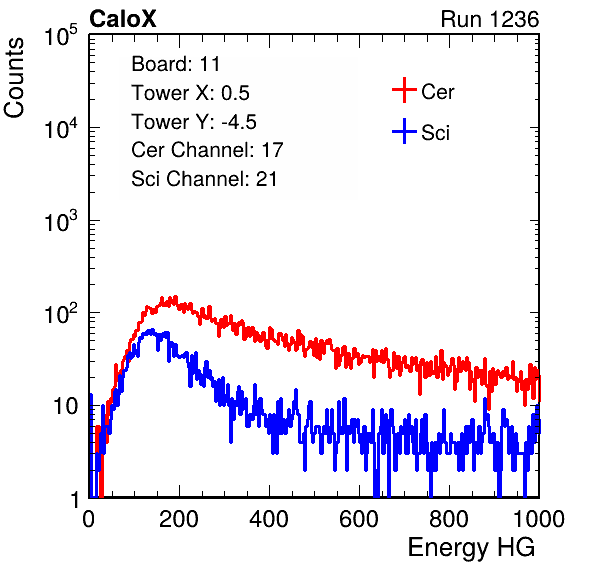 CaloX Run 1236
Counts
10^5
10^4
10^3
10^2
10
1
Board: 11
Tower X: 0.5
Tower Y: -4.5
Cer Channel: 17
Sci Channel: 21
Cer
Sci
0 200 400 600 800 1000
Energy HG